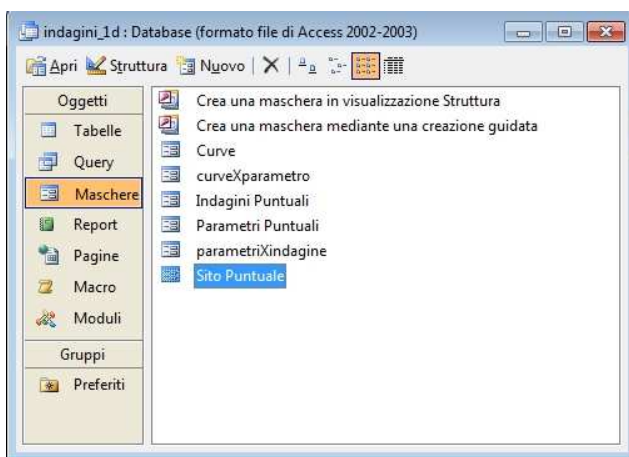 indagini_1d : Database (formato file di Access 2002-2003)
Apri Struttura Nuovo
Oggetti
Tabelle
Query
Maschere
Report
Pagine
Macro
Moduli
Gruppi
Preferiti
Crea una maschera in visualizzazione Struttura
Crea una maschera mediante una creazione guidata
Curve
curveXparametro
Indagini Puntuali
Parametri Puntuali
parametriXindagine
Sito Puntuale